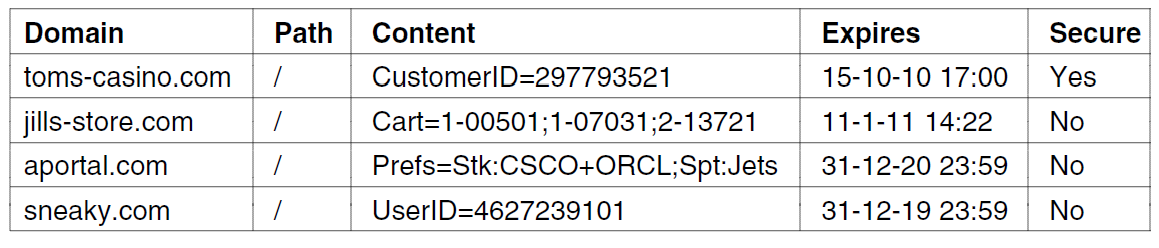 Domain Path Content Expires Secure
toms-casino.com / CustomerID=297793521 15-10-10 17:00 Yes
jills-store.com / Cart=1-00501;1-07031;2-13721 11-1-11 14:22 No
aportal.com / Prefs=Stk:CSCO+ORCL;Spt:Jets 31-12-20 23:59 No
sneaky.com / UserID=4627239101 31-12-19 23:59 No